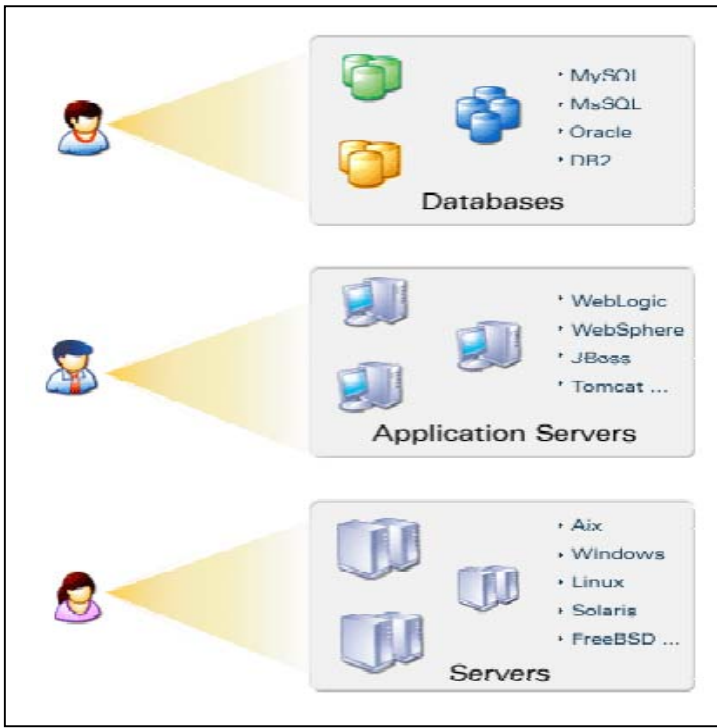 MySQL
MsSQL
Oracle
DB2
Databases
WebLogic
WebSphere
JBoss
Tomcat ...
Application Servers
Aix
Windows
Linux
Solaris
FreeBSD ...
Servers